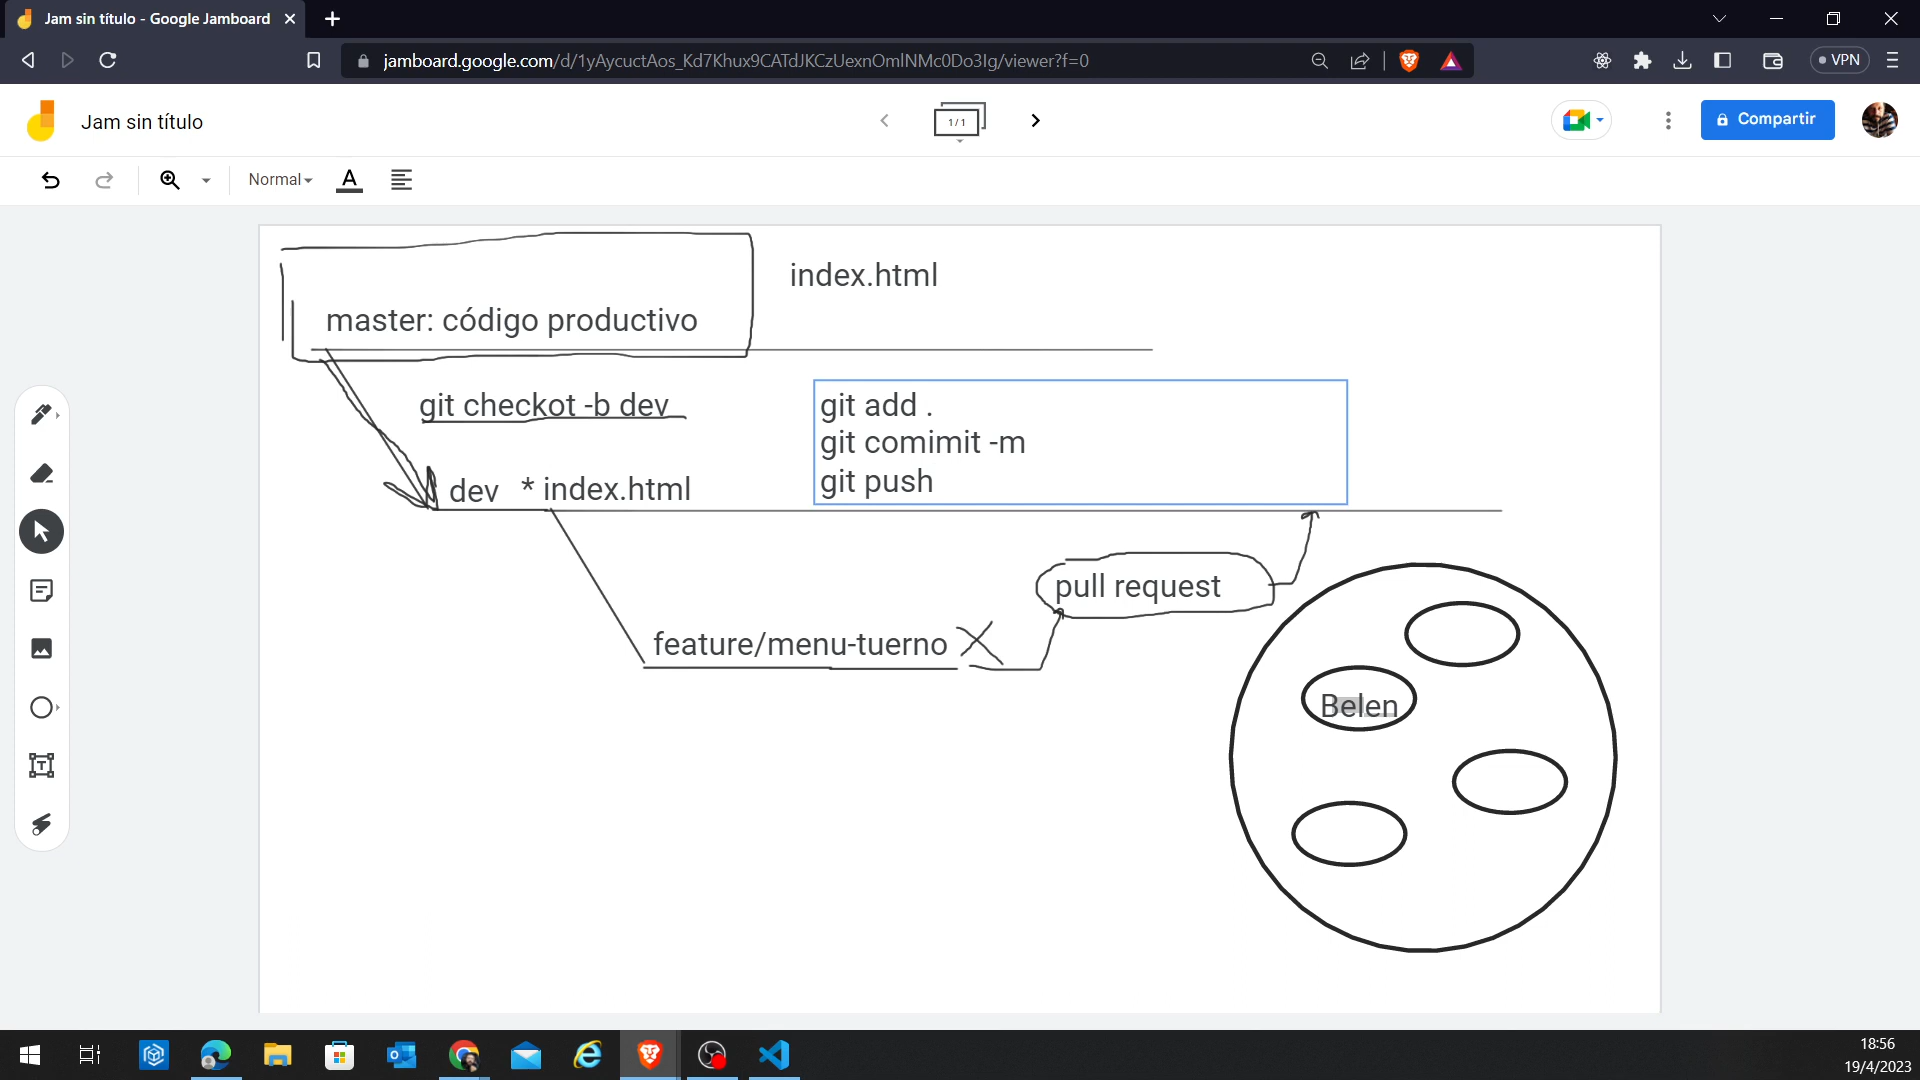 Jam sin título - Google Jamboard
jamboard.google.com/d/1yAycuctAos_Kd7Khux9CATdJKCzUexnOmlNMc0Do3Ig/viewer?f=0
VPN
Jam sin título
1 / 1
Compartir
Normal
A
index.html
master: código productivo
git checkot -b dev
git add .
git comimit -m
git push
dev * index.html
pull request
feature/menu-tuerno
Belen
18:56
19/4/2023